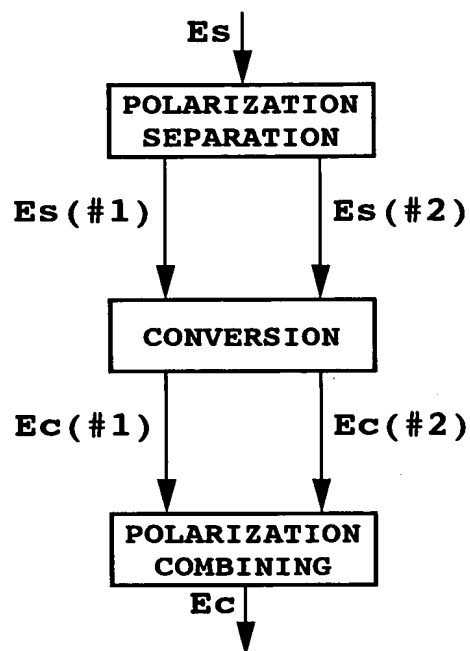 Es
POLARIZATION
SEPARATION
Es(#1)
Es(#2)
CONVERSION
Ec(#1)
Ec(#2)
POLARIZATION
COMBINING
Ec